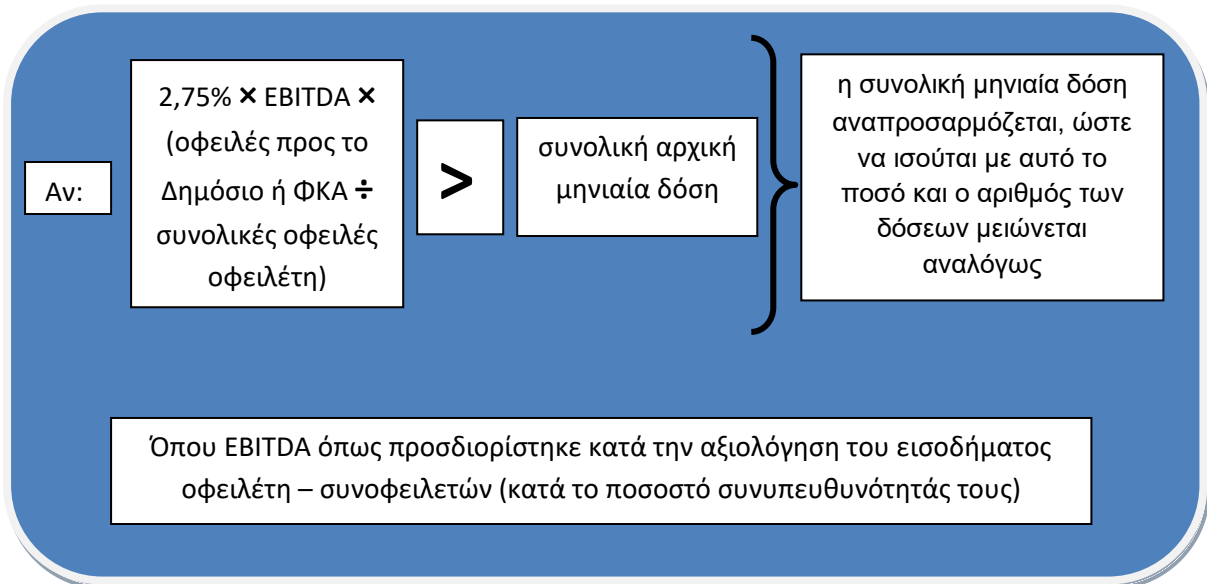 Αν:
2,75% × EBITDA ×
(οφειλές προς το
Δημόσιο ή ΦΚΑ ÷
συνολικές οφειλές
οφειλέτη)
>
συνολική αρχική
μηνιαία δόση
η συνολική μηνιαία δόση
αναπροσαρμόζεται, ώστε
να ισούται με αυτό το
ποσό και ο αριθμός των
δόσεων μειώνεται
αναλόγως
Όπου EBITDA όπως προσδιορίστηκε κατά την αξιολόγηση του εισοδήματος
οφειλέτη – συνοφειλετών (κατά το ποσοστό συνυπευθυνότητάς τους)